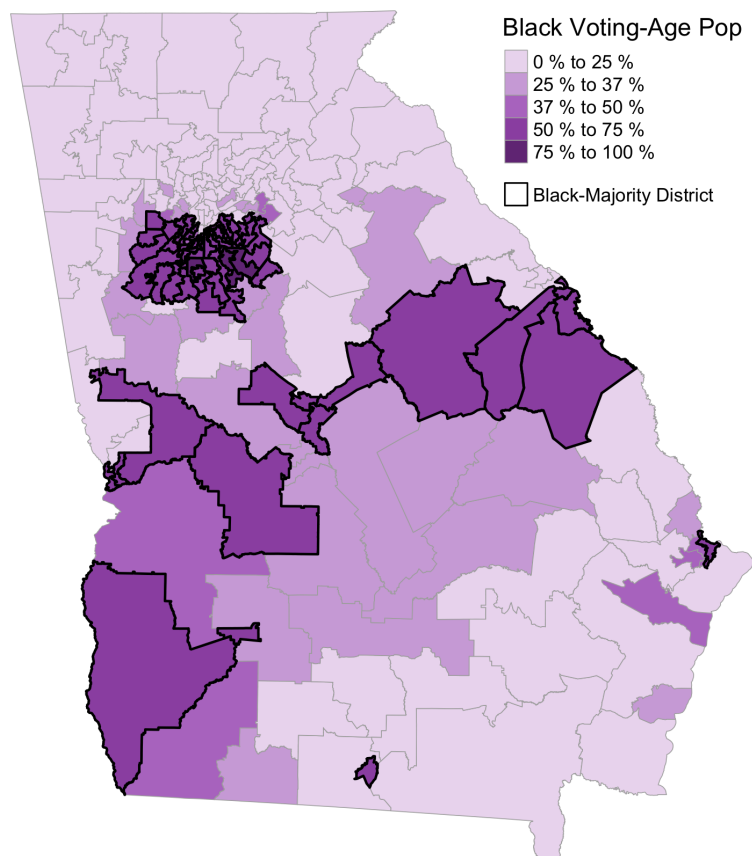 Black Voting-Age Pop
0 % to 25 %
25 % to 37 %
37 % to 50 %
50 % to 75 %
75 % to 100 %
Black-Majority District